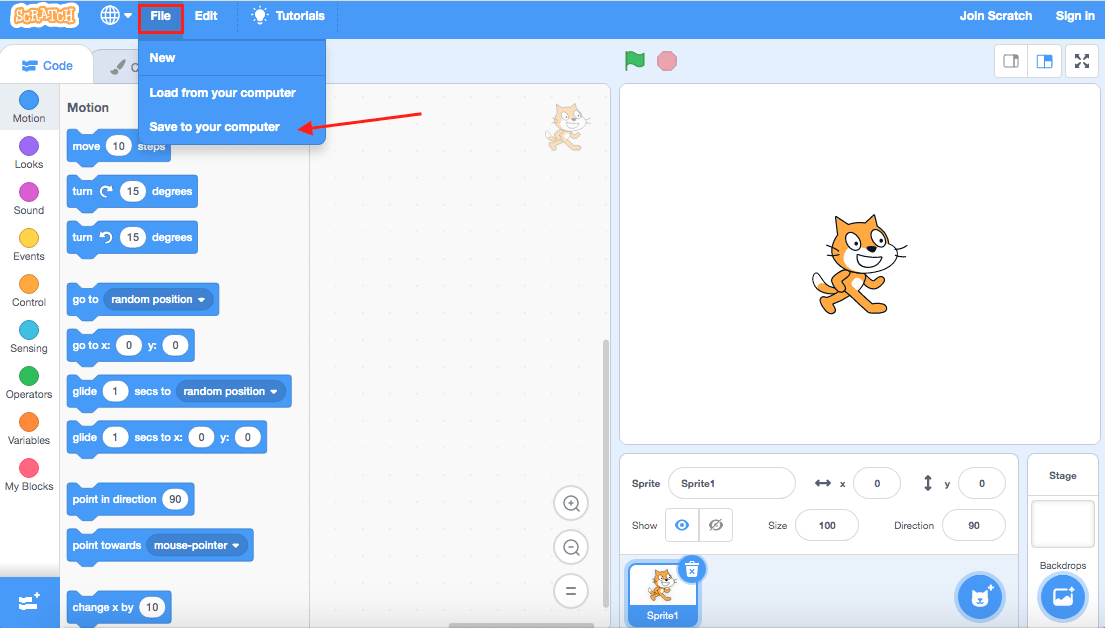 SCRATCH
File
Edit
Tutorials
Join Scratch
Sign in
New
Load from your computer
Save to your computer
Code
C
Motion
Looks
Sound
Events
Control
Sensing
Operators
Variables
My Blocks
Motion
move 10 steps
turn 15 degrees
turn 15 degrees
go to random position
go to x: 0 y: 0
glide 1 secs to random position
glide 1 secs to x: 0 y: 0
point in direction 90
point towards mouse-pointer
change x by 10
Sprite Sprite1 x 0 y 0
Show Size 100 Direction 90
Sprite1
Stage
Backdrops